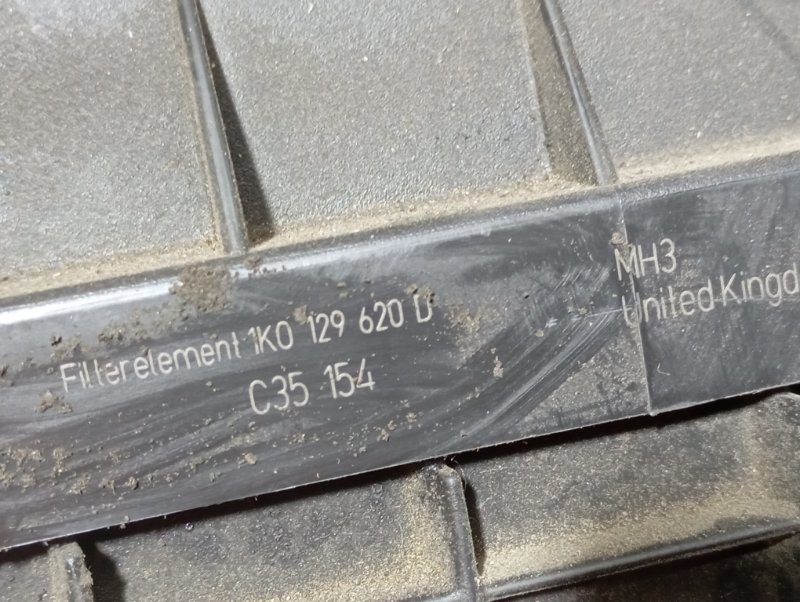 Filterelement 1K0 129 620 D
C35 154
MH3
United Kingd